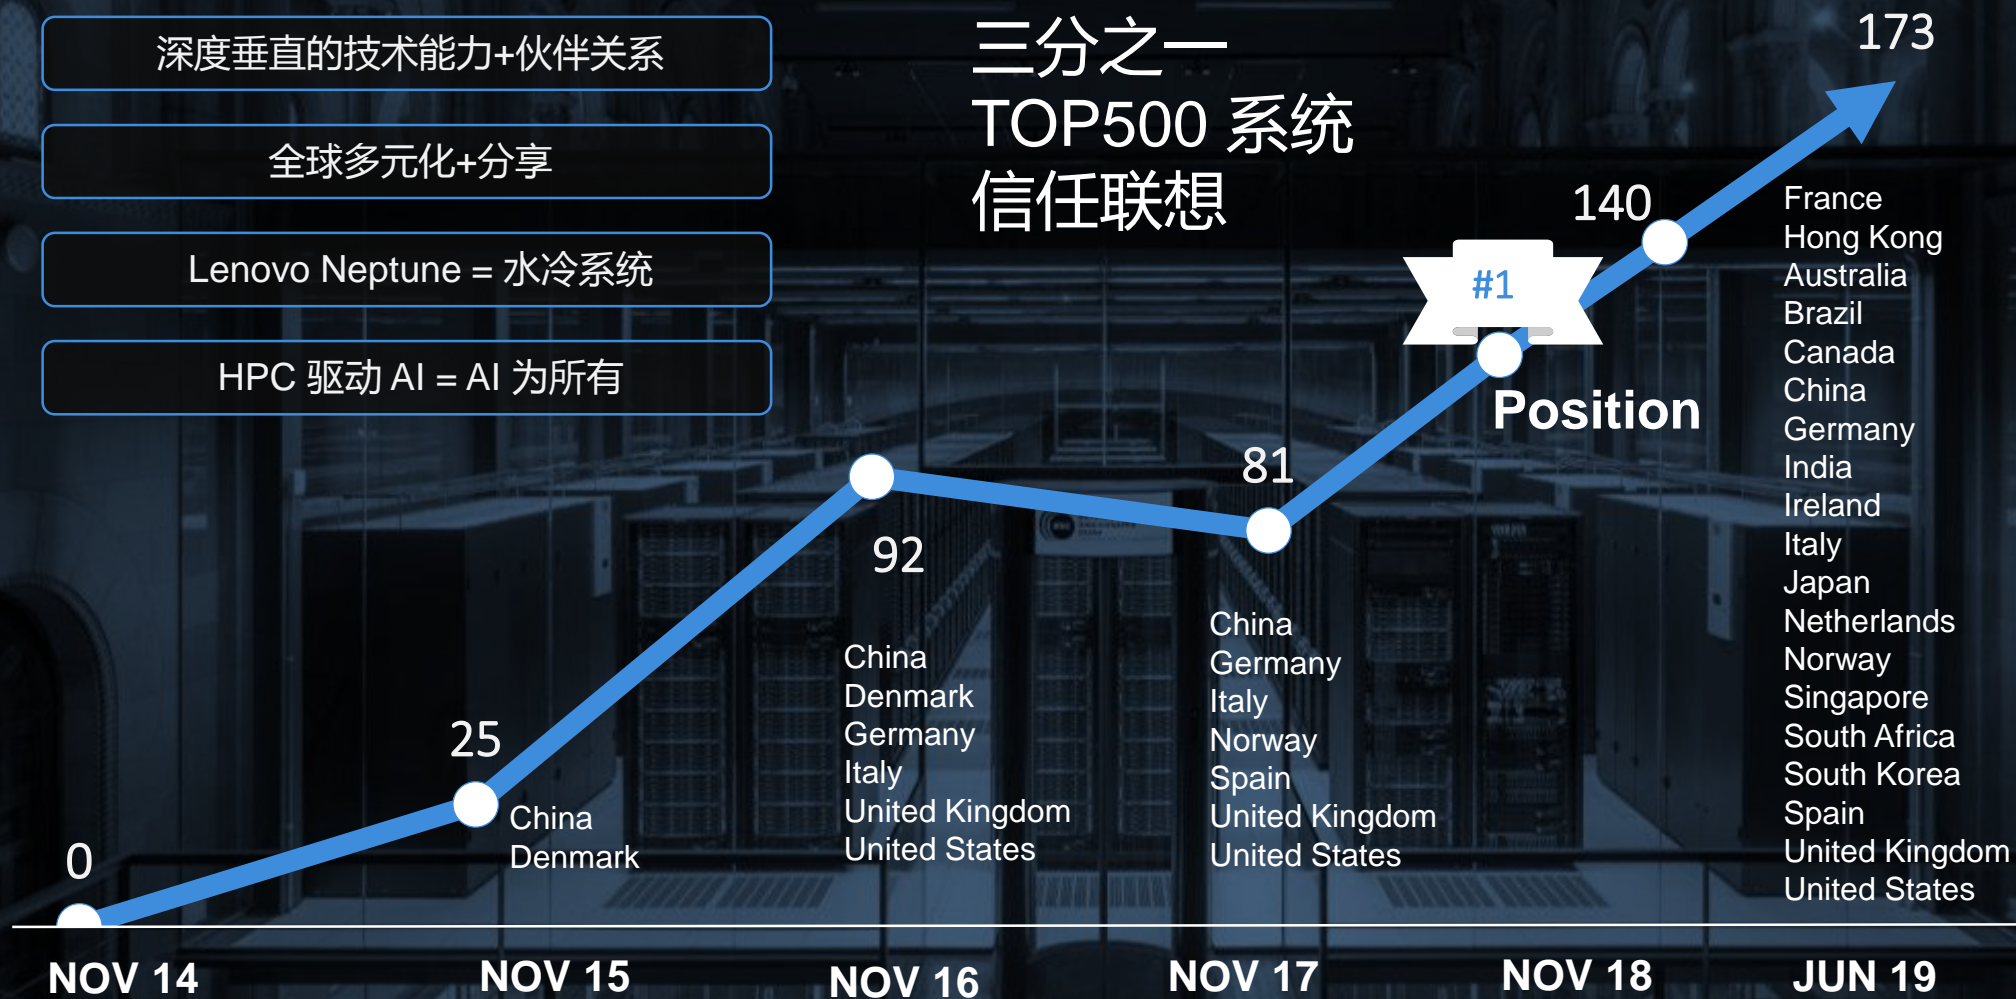 深度垂直的技术能力+伙伴关系
全球多元化+分享
Lenovo Neptune = 水冷系统
HPC 驱动 AI = AI 为所有
三分之一
TOP500 系统
信任联想
173
140
#1
Position
81
92
25
0
China
Denmark
China
Denmark
Germany
Italy
United Kingdom
United States
China
Germany
Italy
Norway
Spain
United Kingdom
United States
France
Hong Kong
Australia
Brazil
Canada
China
Germany
India
Ireland
Italy
Japan
Netherlands
Norway
Singapore
South Africa
South Korea
Spain
United Kingdom
United States
NOV 14
NOV 15
NOV 16
NOV 17
NOV 18
JUN 19